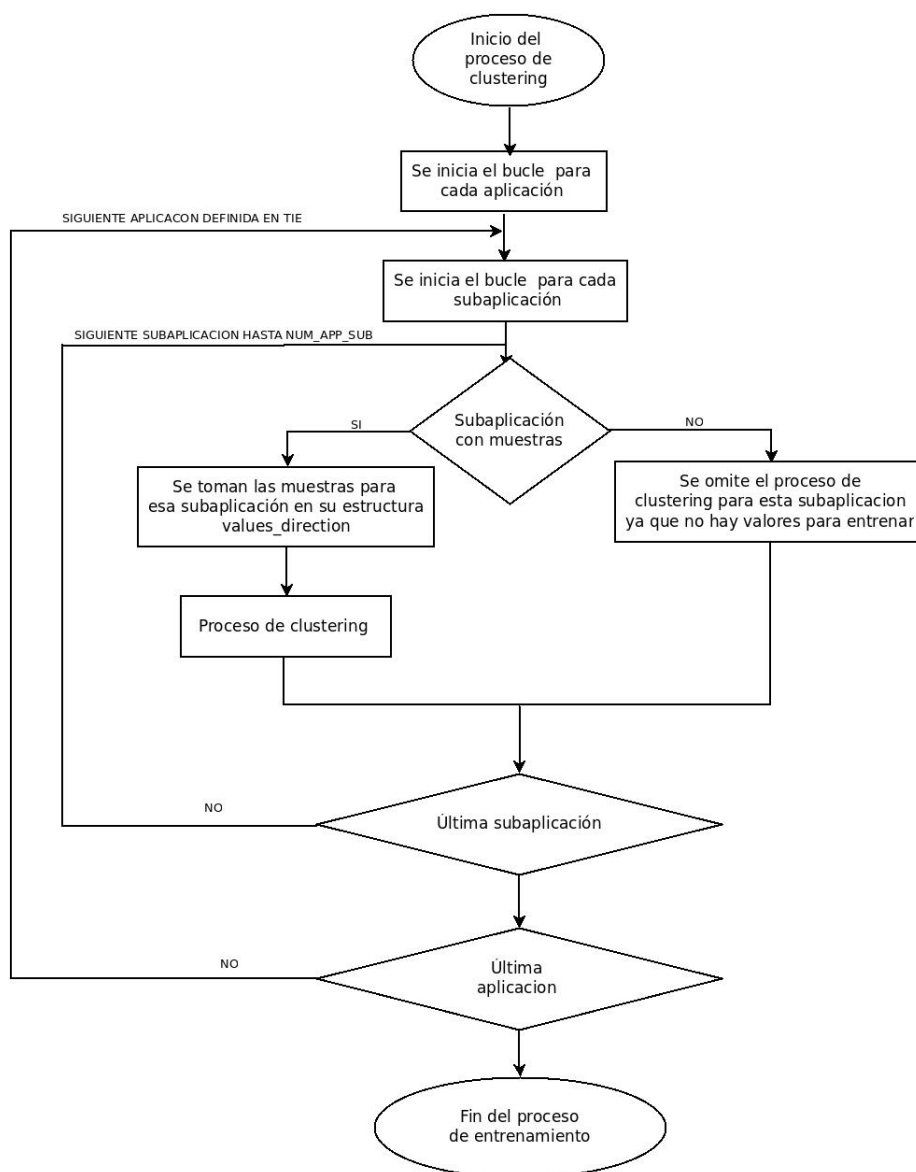 Inicio del
proceso de
clustering
Se inicia el bucle para
cada aplicación
SIGUIENTE APLICACON DEFINIDA EN TIE
Se inicia el bucle para cada
subaplicación
SIGUIENTE SUBAPLICACION HASTA NUM_APP_SUB
Subaplicación
con muestras
SI
NO
Se toman las muestras para
esa subaplicación en su estructura
values_direction
Se omite el proceso de
clustering para esta subaplicacion
ya que no hay valores para entrenar
Proceso de clustering
NO
Última subaplicación
NO
Última
aplicacion
Fin del proceso
de entrenamiento